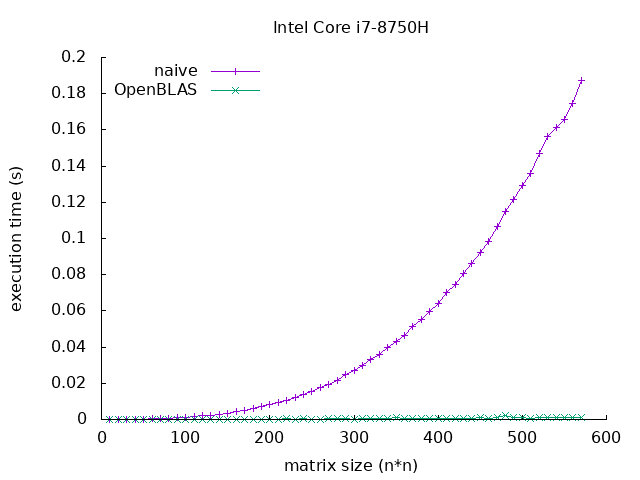 Intel Core i7-8750H
naive
OpenBLAS
execution time (s)
0.2
0.18
0.16
0.14
0.12
0.1
0.08
0.06
0.04
0.02
0
0 100 200 300 400 500 600
matrix size (n*n)